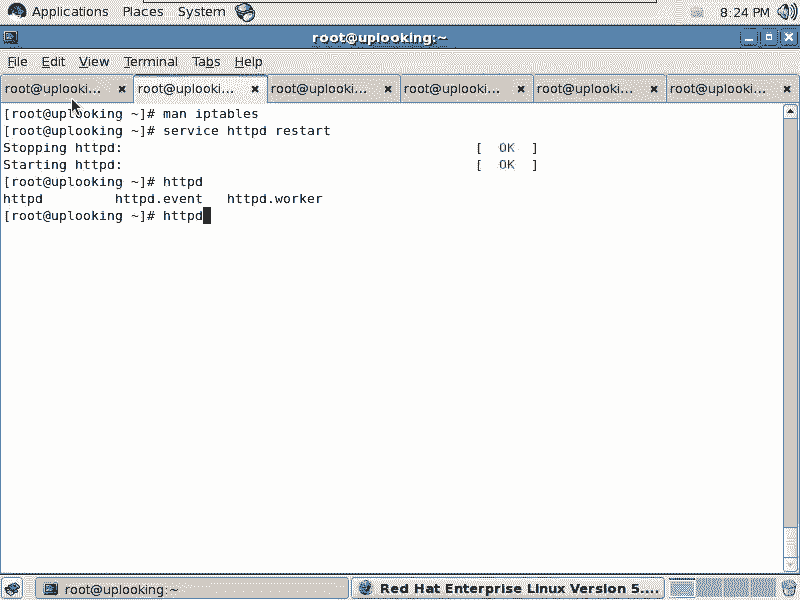 Applications Places System 8:24 PM
root@uplooking:~
File Edit View Terminal Tabs Help
root@uplooki... root@uplooki... root@uplooki... root@uplooki... root@uplooki... root@uplooki...
[root@uplooking ~]# man iptables
[root@uplooking ~]# service httpd restart
Stopping httpd: [ OK ]
Starting httpd: [ OK ]
[root@uplooking ~]# httpd
httpd httpd.event httpd.worker
[root@uplooking ~]# httpd
root@uplooking:~ Red Hat Enterprise Linux Version 5....